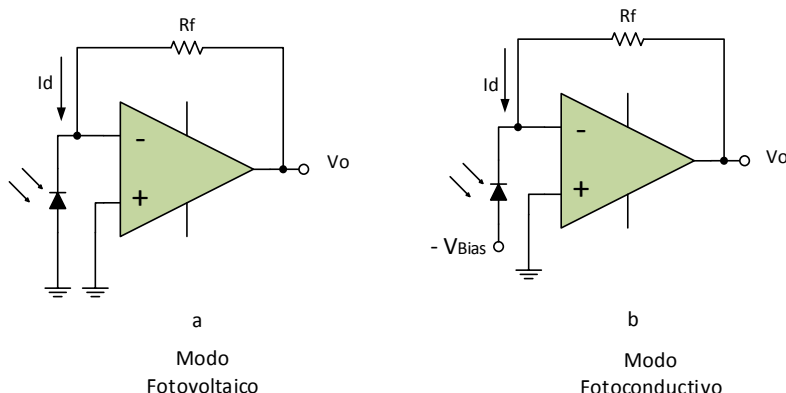 Rf
Id
-
+
Vo
a
Modo
Fotovoltaico
Rf
Id
-
+
Vo
- VBias
b
Modo
Fotoconductivo